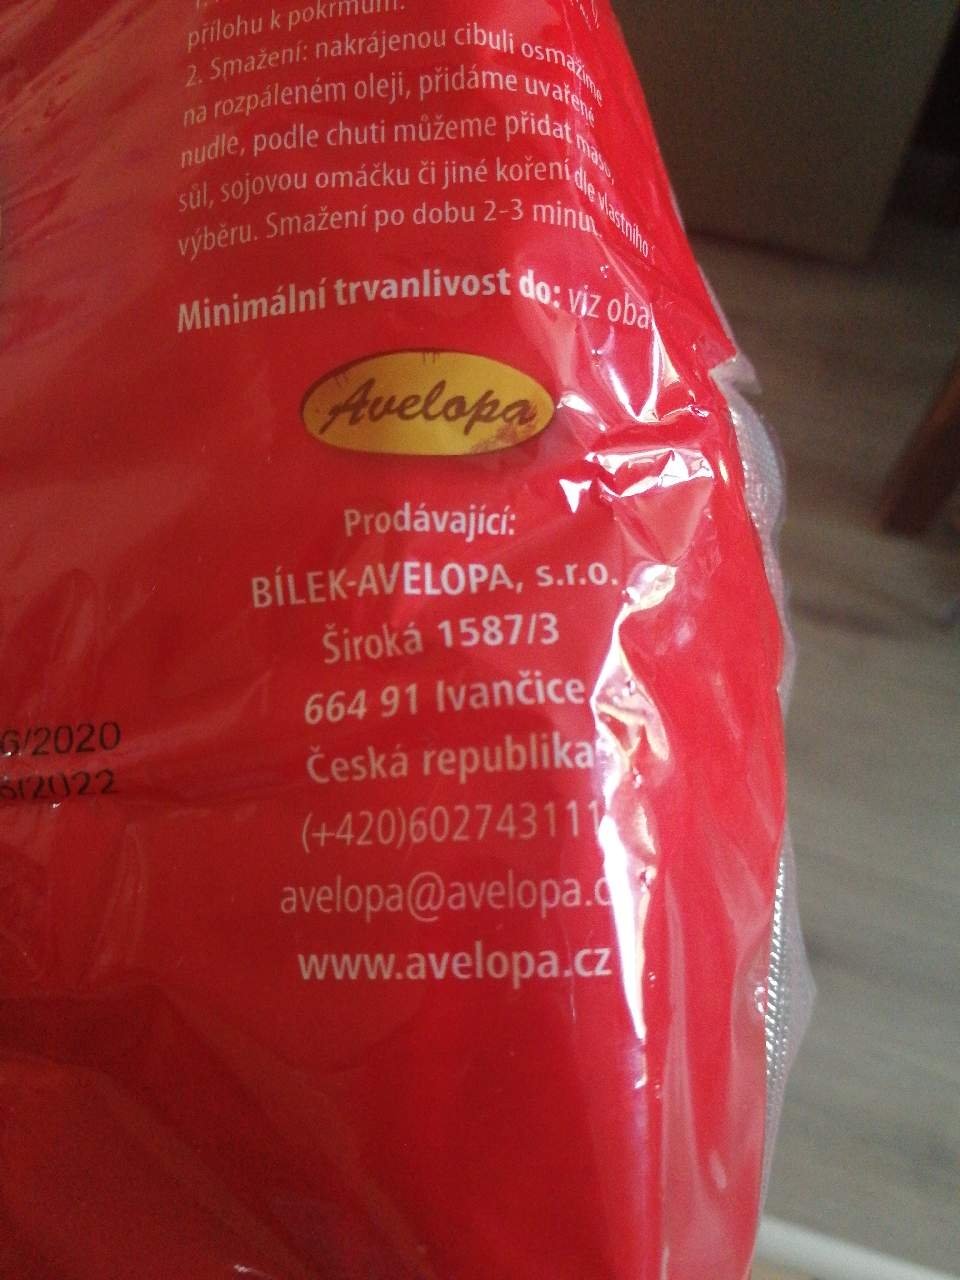 přílohu k pokrmům.
2. Smažení: nakrájenou cibuli osmažíme
na rozpáleném oleji, přidáme uvařené
nudle, podle chuti můžeme přidat maso,
sůl, sojovou omáčku či jiné koření dle vlastního
výběru. Smažení po dobu 2-3 minut.
Minimální trvanlivost do: viz oba
Avelopa
Prodávající:
BÍLEK-AVELOPA, s.r.o.
Široká 1587/3
664 91 Ivančice
Česká republika
6/2020
6/2022
(+420)602743111
avelopa@avelopa.c
www.avelopa.cz